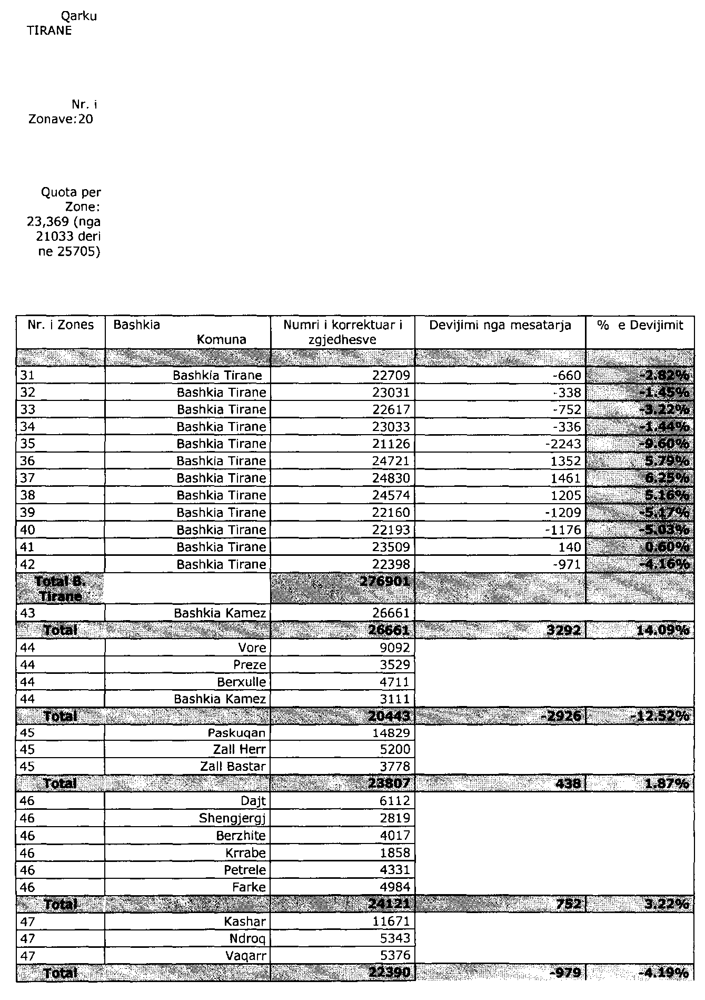 Qarku
TIRANE
Nr. i
Zonave:20
Quota per
Zone:
23,369 (nga
21033 deri
ne 25705)
Nr. i Zones Bashkia Numri i korrektuar i Devijimi nga mesatarja % e Devijimit
Komuna zgjedhesve
31 Bashkia Tirane 22709 -660 -2.82%
32 Bashkia Tirane 23031 -338 -1.45%
33 Bashkia Tirane 22617 -752 -3.22%
34 Bashkia Tirane 23033 -336 -1.44%
35 Bashkia Tirane 21126 -2243 -9.60%
36 Bashkia Tirane 24721 1352 5.79%
37 Bashkia Tirane 24830 1461 6.25%
38 Bashkia Tirane 24574 1205 5.16%
39 Bashkia Tirane 22160 -1209 -5.17%
40 Bashkia Tirane 22193 -1176 -5.03%
41 Bashkia Tirane 23509 140 0.60%
42 Bashkia Tirane 22398 -971 -4.16%
Total B. 276901
Tirane
43 Bashkia Kamez 26661
Total 26661 3292 14.09%
44 Vore 9092
44 Preze 3529
44 Berxulle 4711
44 Bashkia Kamez 3111
Total 20443 -2926 -12.52%
45 Paskuqan 14829
45 Zall Herr 5200
45 Zall Bastar 3778
Total 23807 438 1.87%
46 Dajt 6112
46 Shengjergj 2819
46 Berzhite 4017
46 Krrabe 1858
46 Petrele 4331
46 Farke 4984
Total 24121 752 3.22%
47 Kashar 11671
47 Ndroq 5343
47 Vaqarr 5376
Total 22390 -979 -4.19%